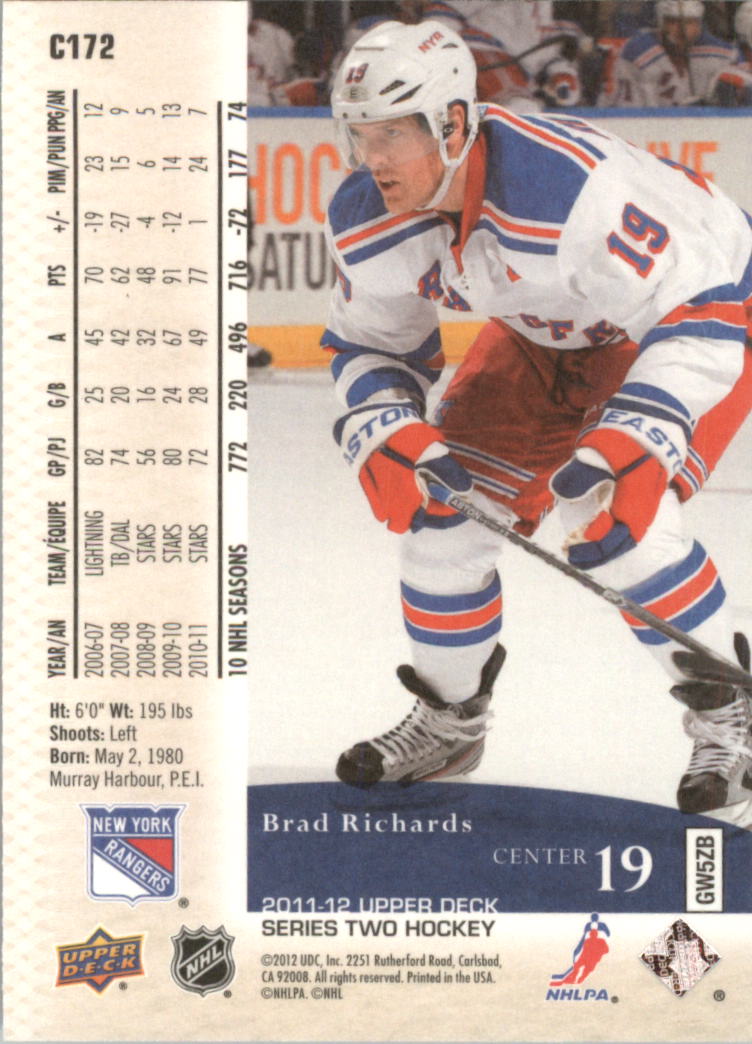 C172
YEAR/AN TEAM/ÉQUIPE GP/PJ G/B A PTS +/- PIM/PUN PPG/AN
2006-07 LIGHTNING 82 25 45 70 -19 23 12
2007-08 TB/DAL 74 20 42 62 -27 15 9
2008-09 STARS 56 16 32 48 -4 6 5
2009-10 STARS 80 24 67 91 -12 14 13
2010-11 STARS 72 28 49 77 1 24 7
10 NHL SEASONS 772 220 496 716 -72 177 74
Ht: 6'0" Wt: 195 lbs
Shoots: Left
Born: May 2, 1980
Murray Harbour, P.E.I.
NEW YORK
RANGERS
®
UPPER
D·E·C·K
®
NHL
®
NYR
19
19
HOC
SATU
EASTON
EASTO
Brad Richards
CENTER 19
GW5ZB
2011-12 UPPER DECK
SERIES TWO HOCKEY
©2012 UDC, Inc. 2251 Rutherford Road, Carlsbad,
CA 92008. All rights reserved. Printed in the USA.
©NHLPA. ©NHL
NHLPA®
®